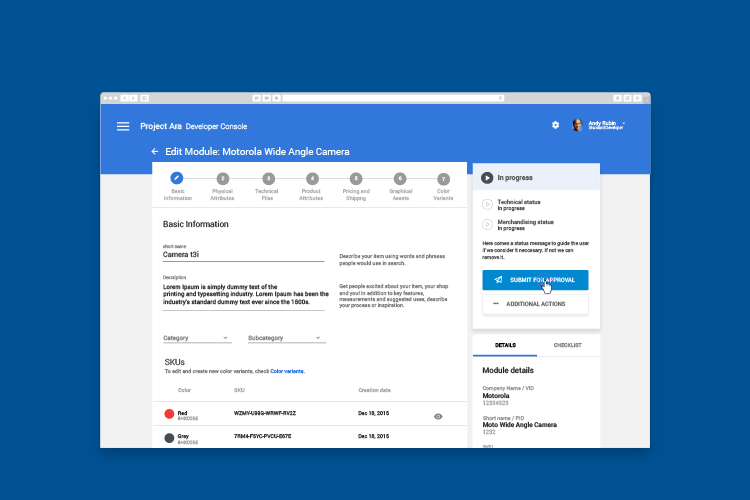 Project Ara Developer Console
Andy Rubin
Standard Developer
Edit Module: Motorola Wide Angle Camera
Basic
Information
2
Physical
Attributes
3
Technical
Files
4
Product
Attributes
5
Pricing and
Shippng
6
Graphical
Assets
7
Color
Variants
Basic Information
short name
Camera t3i
Describe your item using words and phrases
people would use in search.
Description
Lorem Ipsum is simply dummy text of the
printing and typesetting industry. Lorem Ipsum has been the
industry's standard dummy text ever since the 1500s.
Get people excited about your item, your shop
and you! In addition to key features,
measurements and suggested uses, describe
your process or inspiration.
Category
Subcategory
SKUs
To edit and create new color variants, check Color variants.
Color
SKU
Creation date
Red
WZMY-U99G-WRWF-RV2Z
Dec 18, 2015
Grey
7RM4-FSYC-PVCU-E67E
Dec 18, 2015
In progress
Technical status
In progress
Merchandising status
In progress
Here comes a status message to guide the user
if we consider it neccesary. If not we can
remove it.
SUBMIT FOR APPROVAL
ADDITIONAL ACTIONS
DETAILS
CHECKLIST
Module details
Company Name / VID
Motorola
Short name / PID
Moto Wide Angle Camera
1232